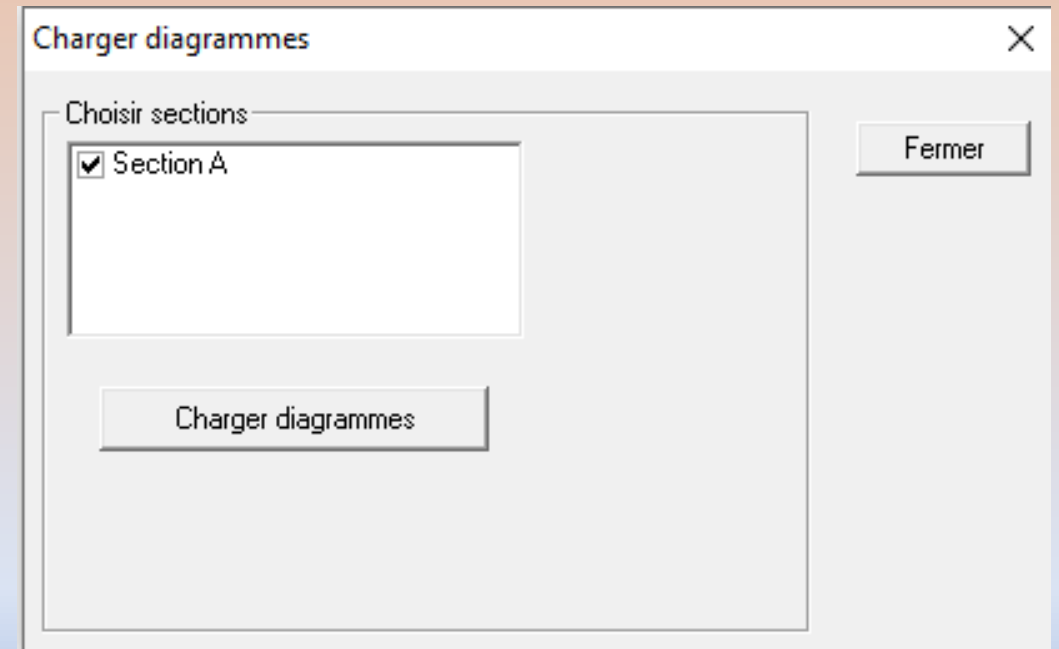 Charger diagrammes
Choisir sections
Section A
Fermer
Charger diagrammes